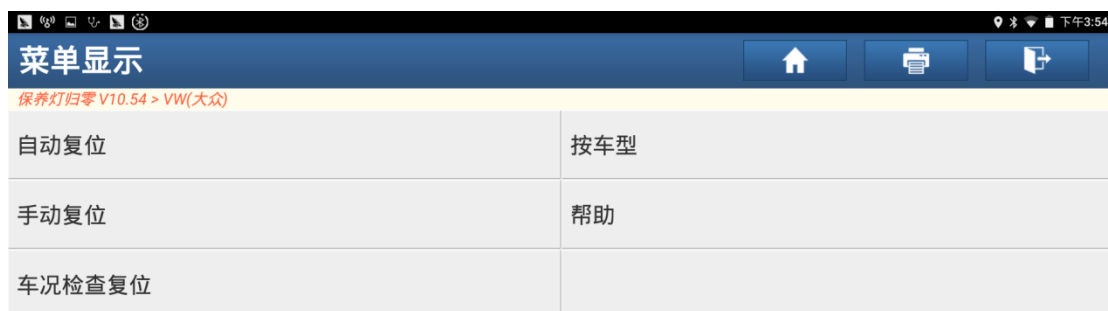 下午3:54
菜单显示
保养灯归零 V10.54 > VW(大众)
自动复位
按车型
手动复位
帮助
车况检查复位